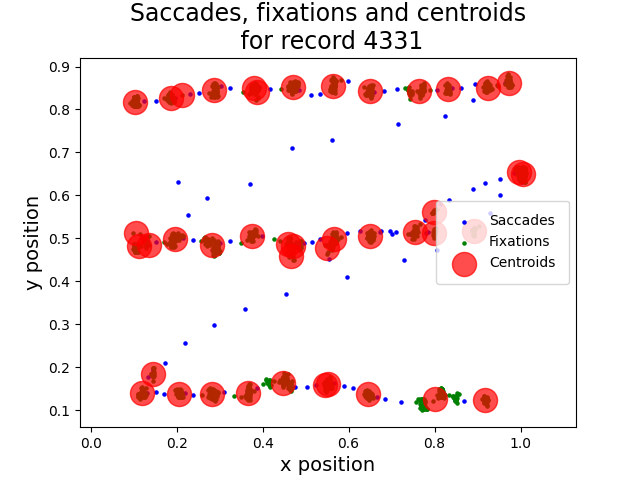 Saccades, fixations and centroids
for record 4331
0.9
0.8
0.7
0.6
0.5
0.4
0.3
0.2
0.1
y position
Saccades
Fixations
Centroids
0.0 0.2 0.4 0.6 0.8 1.0
x position